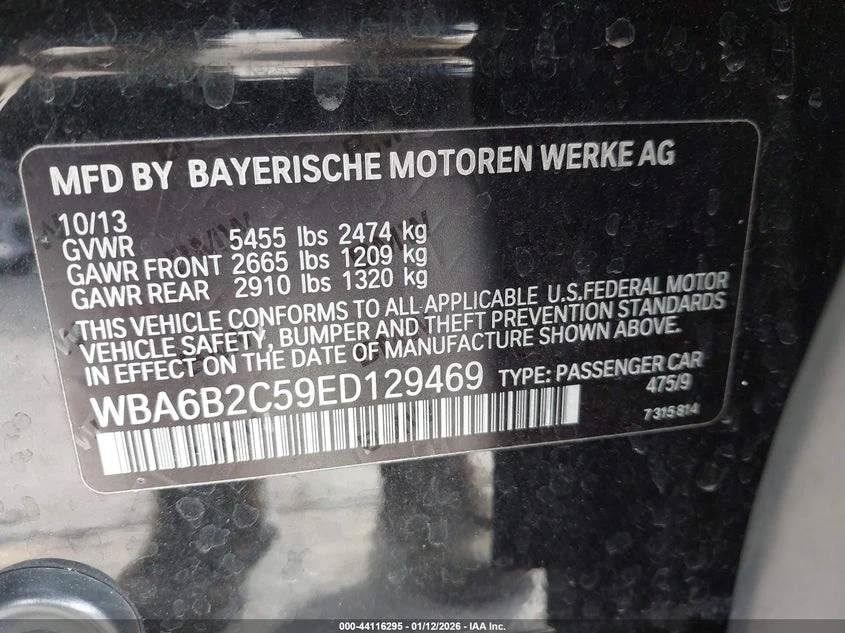 MFD BY BAYERISCHE MOTOREN WERKE AG
10/13
GVWR 5455 lbs 2474 kg
GAWR FRONT 2665 lbs 1209 kg
GAWR REAR 2910 lbs 1320 kg
THIS VEHICLE CONFORMS TO ALL APPLICABLE U.S.FEDERAL MOTOR
VEHICLE SAFETY, BUMPER AND THEFT PREVENTION STANDARDS
IN EFFECT ON THE DATE OF MANUFACTURE SHOWN ABOVE.
WBA6B2C59ED129469 TYPE: PASSENGER CAR
475/9
7 315 814
000-44116295 - 01/12/2026 - IAA Inc.